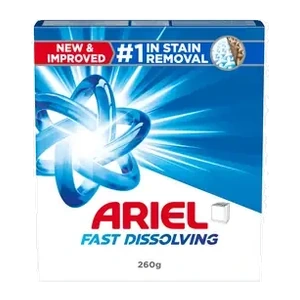 NEW &
IMPROVED
#1 IN STAIN
REMOVAL
ARIEL
FAST DISSOLVING
260g